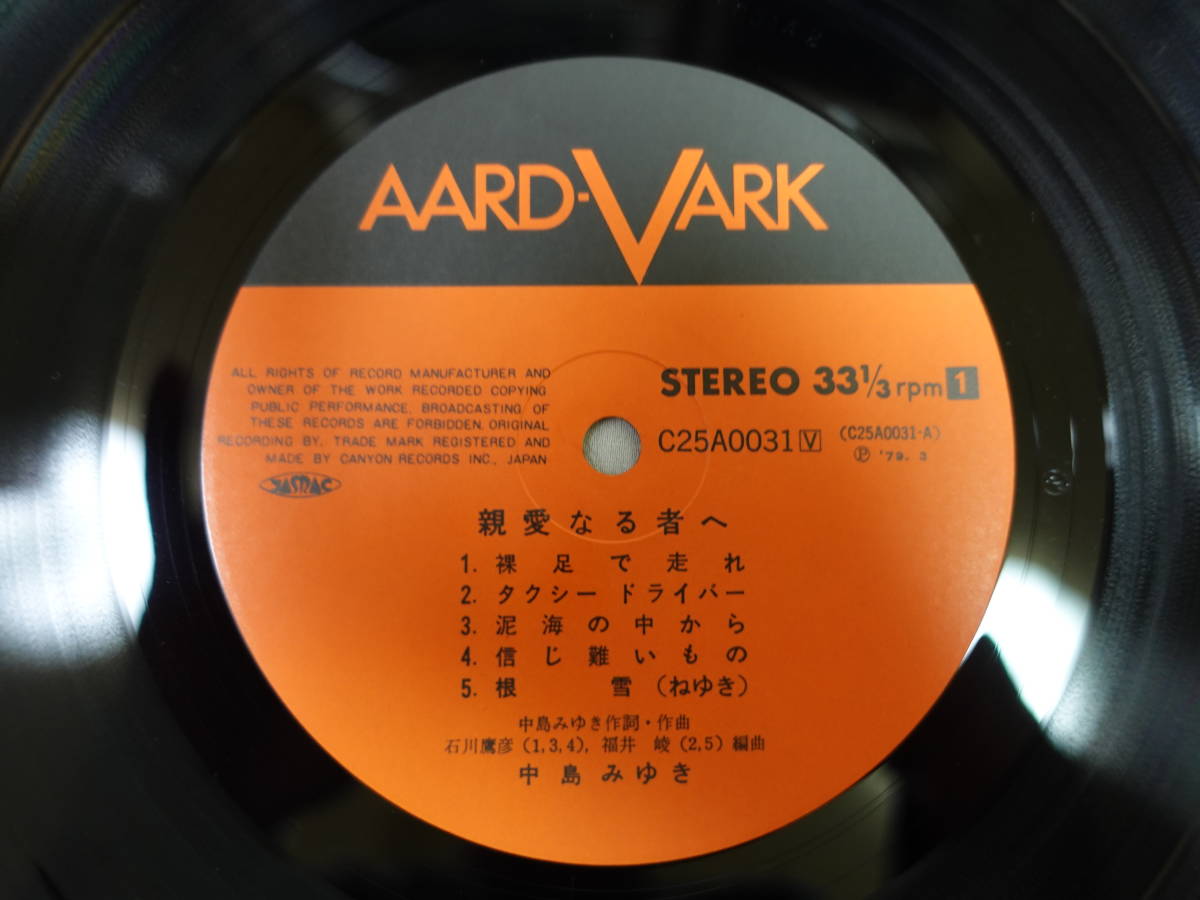 AARD-VARK
ALL RIGHTS OF RECORD MANUFACTURER AND
OWNER OF THE WORK RECORDED COPYING
PUBLIC PERFORMANCE, BROADCASTING OF
THESE RECORDS ARE FORBIDDEN. ORIGINAL
RECORDING BY, TRADE MARK REGISTERED AND
MADE BY CANYON RECORDS INC., JAPAN
JASRAC
STEREO 33 1/3 rpm 1
C25A0031 V (C25A0031-A)
Ⓟ '79. 3
親愛なる者へ
1. 裸足で走れ
2. タクシー ドライバー
3. 泥海の中から
4. 信じ難いもの
5. 根雪(ねゆき)
中島みゆき作詞・作曲
石川鷹彦(1,3,4), 福井 崚(2,5)編曲
中島みゆき